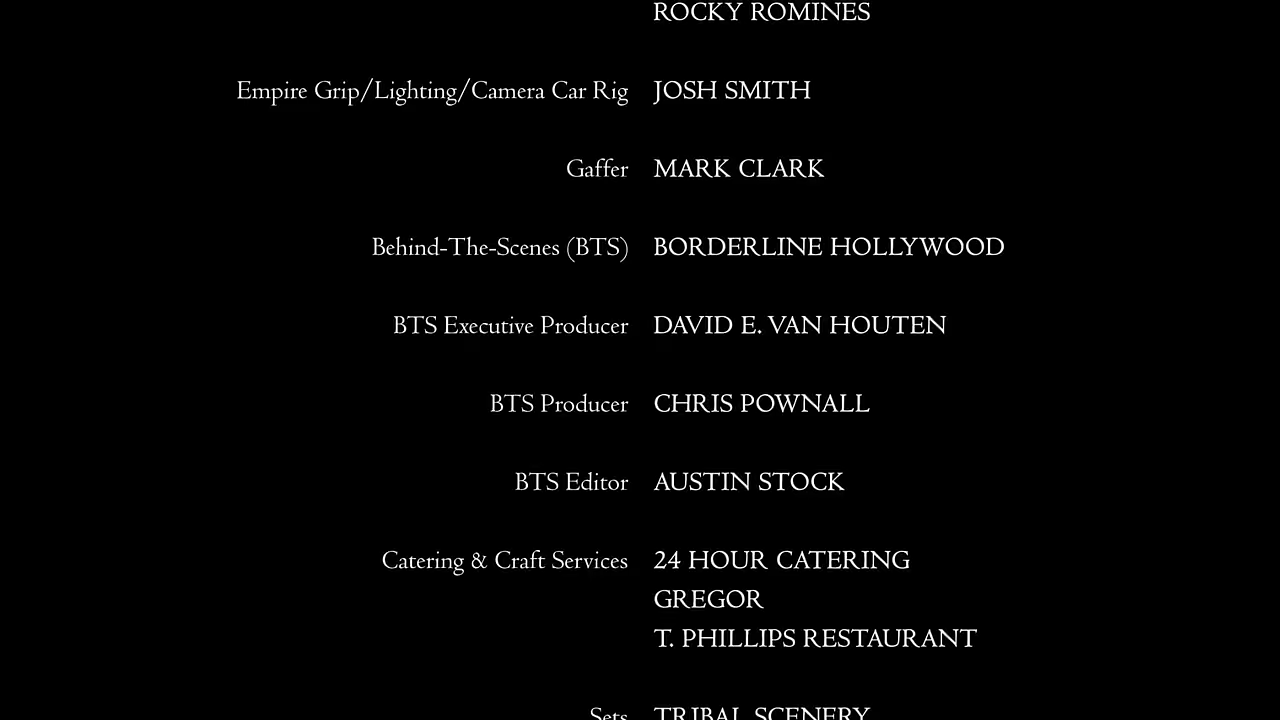 ROCKY ROMINES
Empire Grip/Lighting/Camera Car Rig JOSH SMITH
Gaffer MARK CLARK
Behind-The-Scenes (BTS) BORDERLINE HOLLYWOOD
BTS Executive Producer DAVID E. VAN HOUTEN
BTS Producer CHRIS POWNALL
BTS Editor AUSTIN STOCK
Catering & Craft Services 24 HOUR CATERING
GREGOR
T. PHILLIPS RESTAURANT
Sets TRIBAL SCENERY